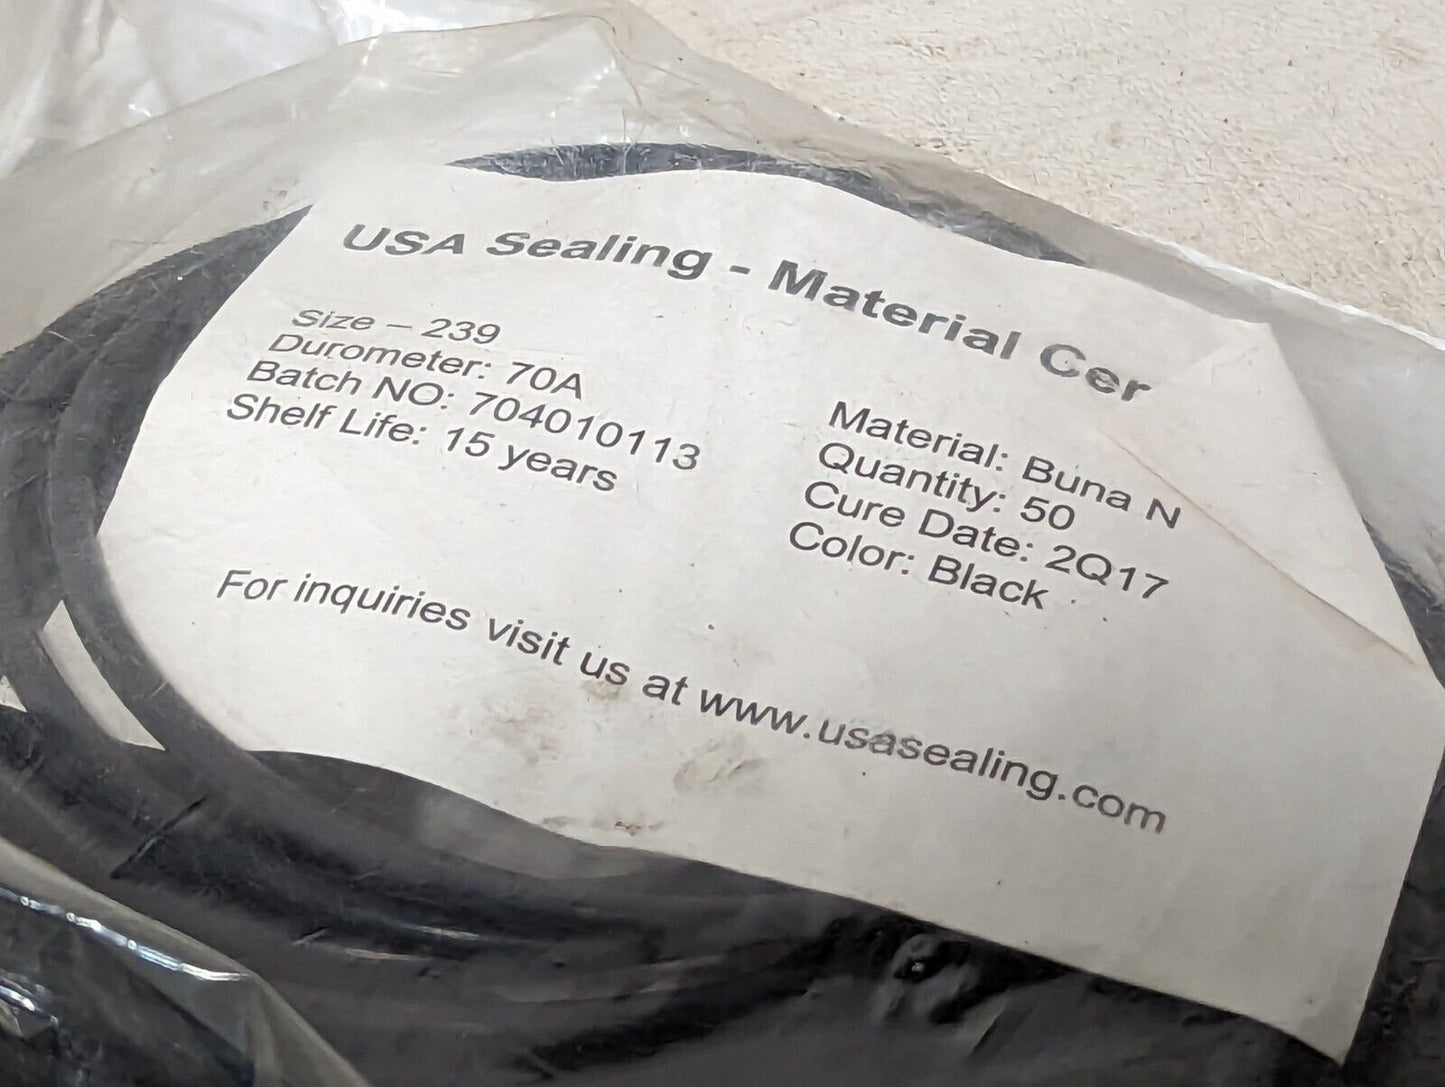 USA Sealing - Material Cer
Size – 239
Durometer: 70A
Batch NO: 704010113
Shelf Life: 15 years
Material: Buna N
Quantity: 50
Cure Date: 2Q17
Color: Black
For inquiries visit us at www.usasealing.com